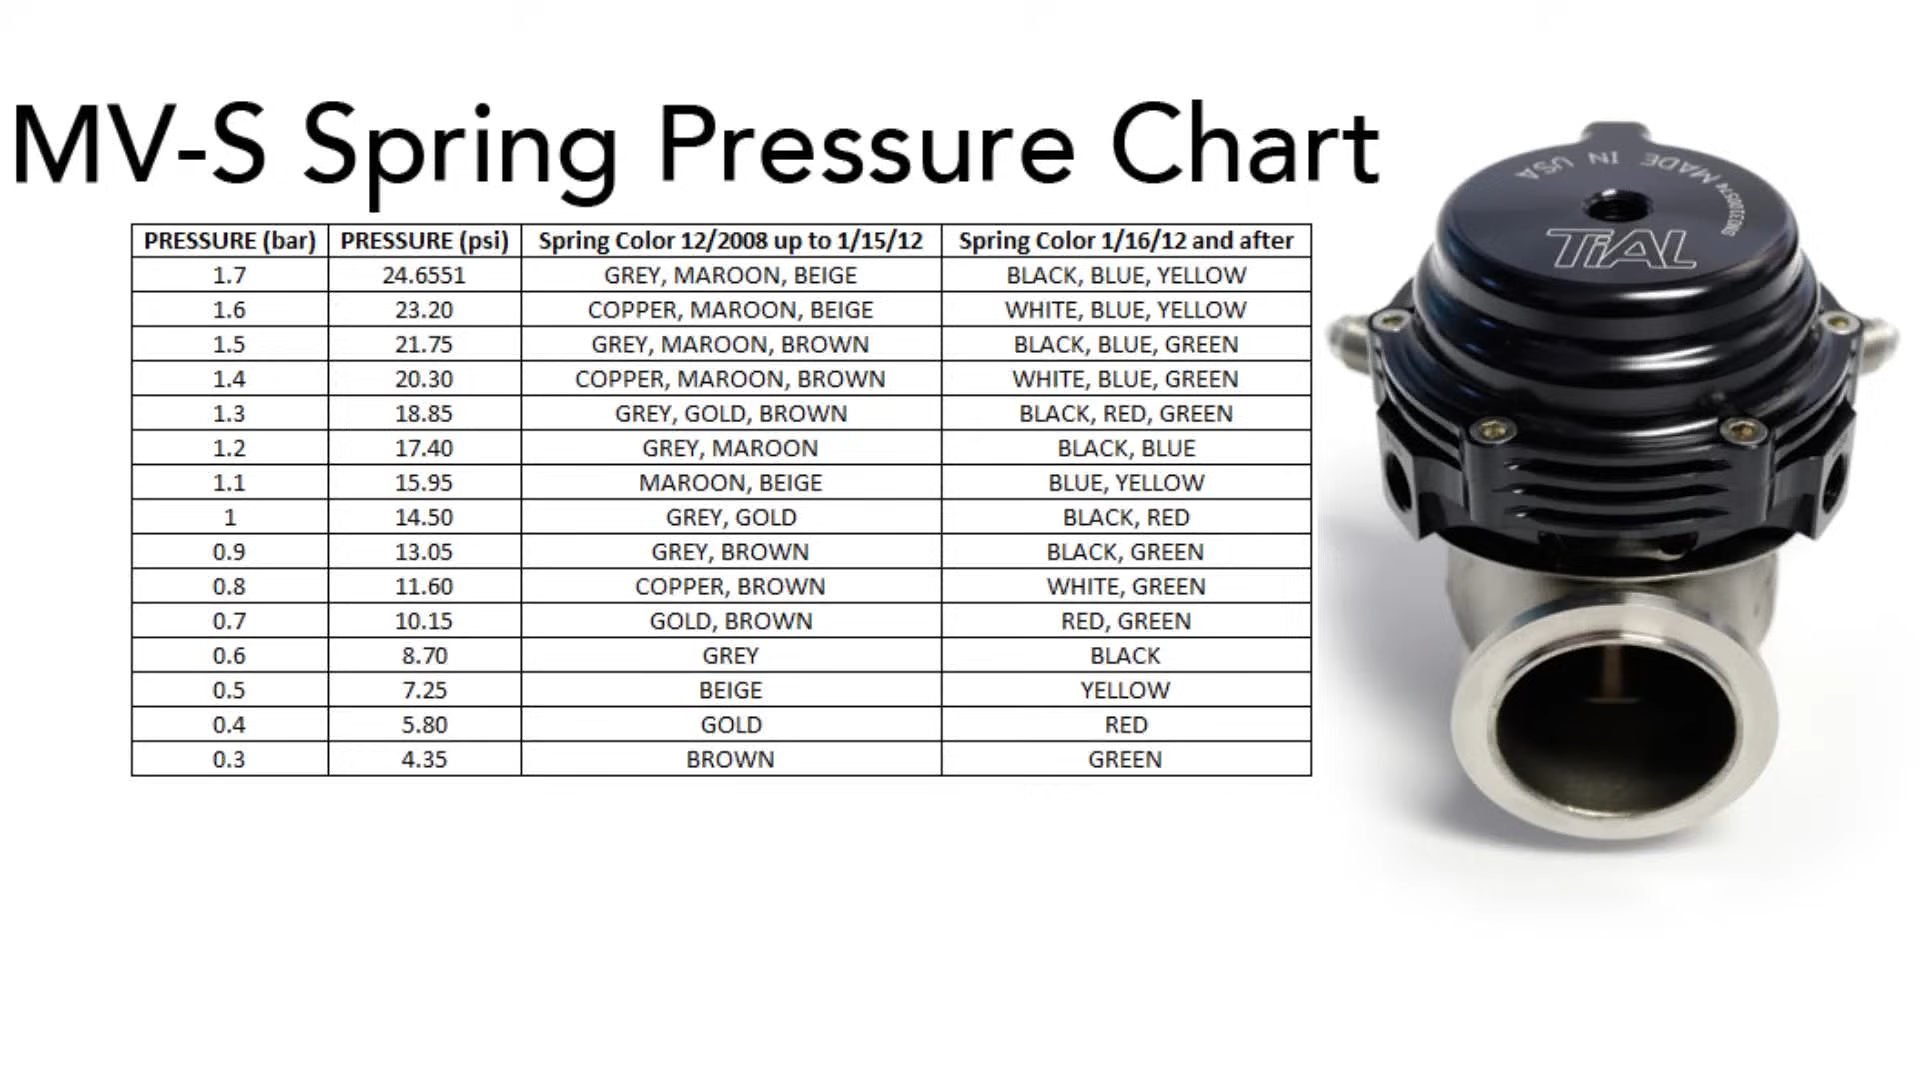 MV-S Spring Pressure Chart
PRESSURE (bar) PRESSURE (psi) Spring Color 12/2008 up to 1/15/12 Spring Color 1/16/12 and after
1.7 24.6551 GREY, MAROON, BEIGE BLACK, BLUE, YELLOW
1.6 23.20 COPPER, MAROON, BEIGE WHITE, BLUE, YELLOW
1.5 21.75 GREY, MAROON, BROWN BLACK, BLUE, GREEN
1.4 20.30 COPPER, MAROON, BROWN WHITE, BLUE, GREEN
1.3 18.85 GREY, GOLD, BROWN BLACK, RED, GREEN
1.2 17.40 GREY, MAROON BLACK, BLUE
1.1 15.95 MAROON, BEIGE BLUE, YELLOW
1 14.50 GREY, GOLD BLACK, RED
0.9 13.05 GREY, BROWN BLACK, GREEN
0.8 11.60 COPPER, BROWN WHITE, GREEN
0.7 10.15 GOLD, BROWN RED, GREEN
0.6 8.70 GREY BLACK
0.5 7.25 BEIGE YELLOW
0.4 5.80 GOLD RED
0.3 4.35 BROWN GREEN
MADE IN USA
TiAL